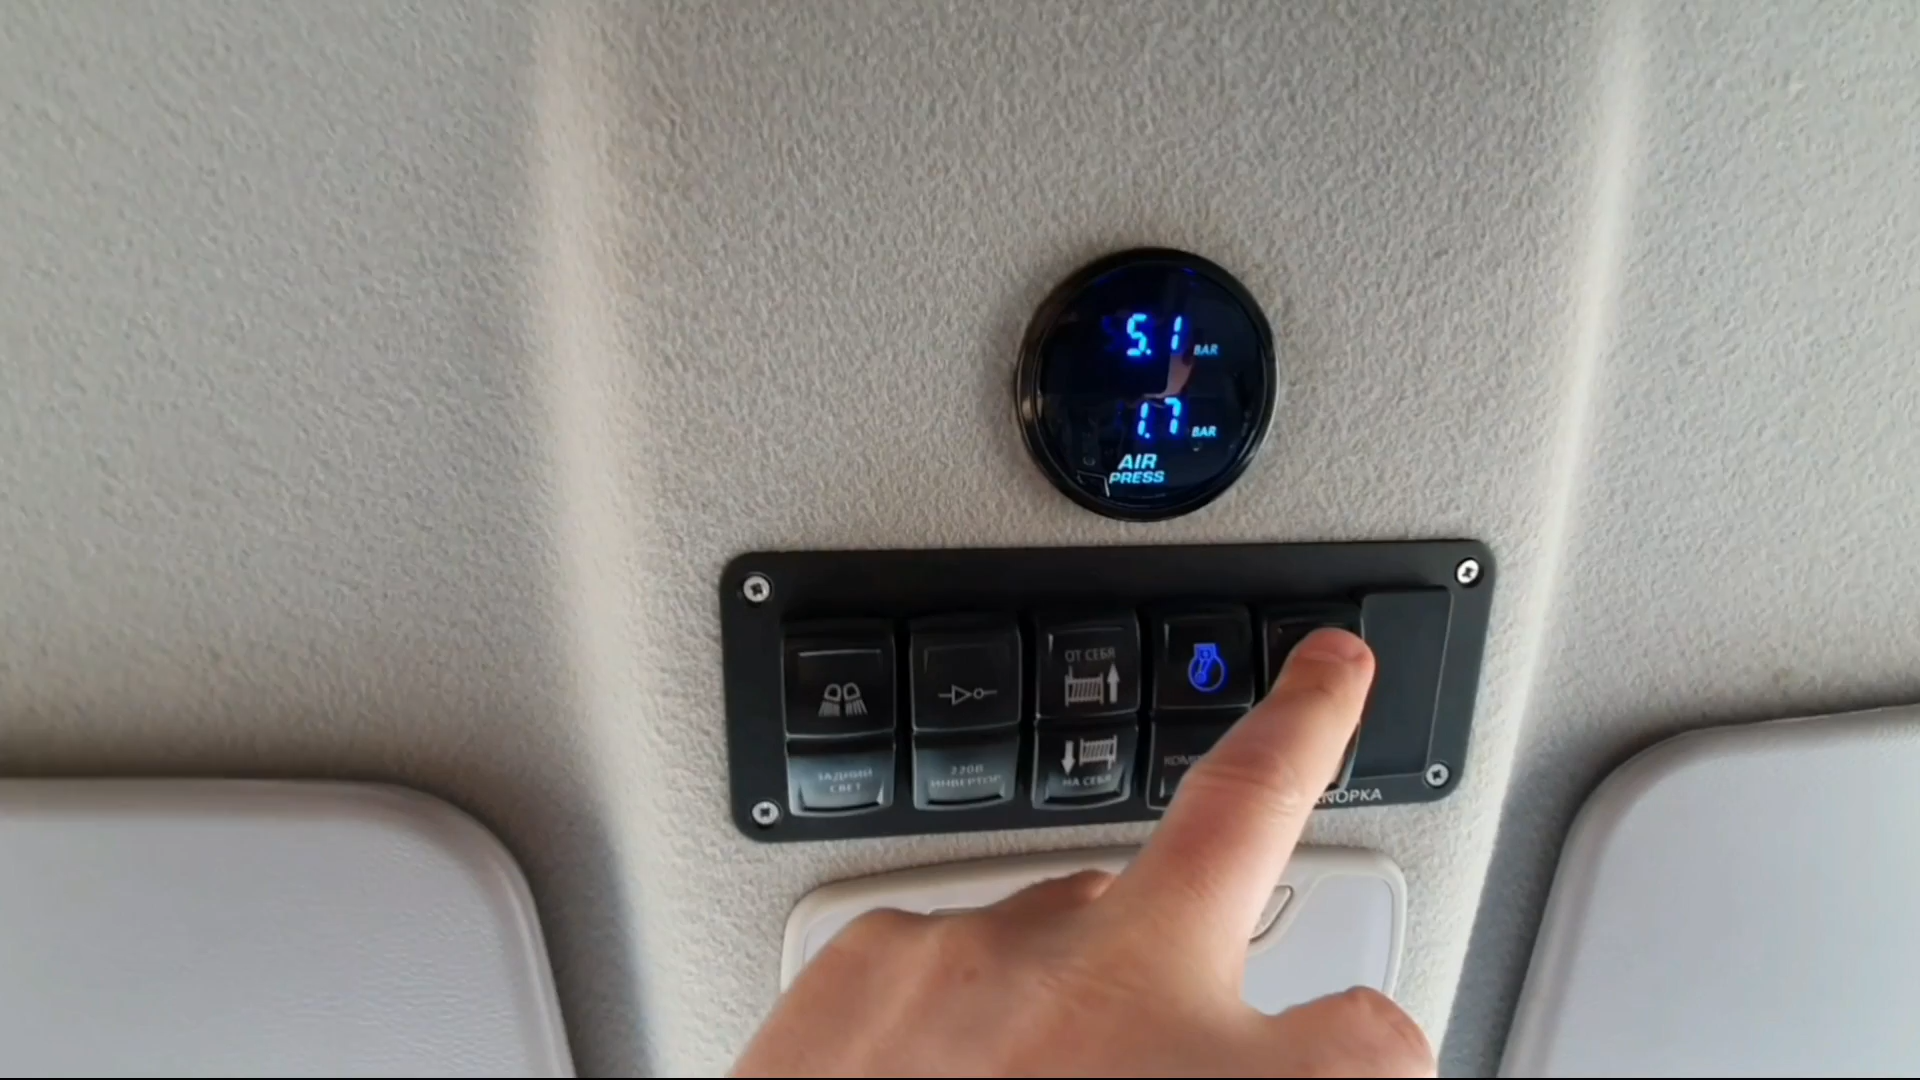 5.1 BAR
1.7 BAR
AIR
PRESS
ОТ СЕБЯ
ЗАДНИЙ
СВЕТ
220В
ИНВЕРТОР
НА СЕБЯ